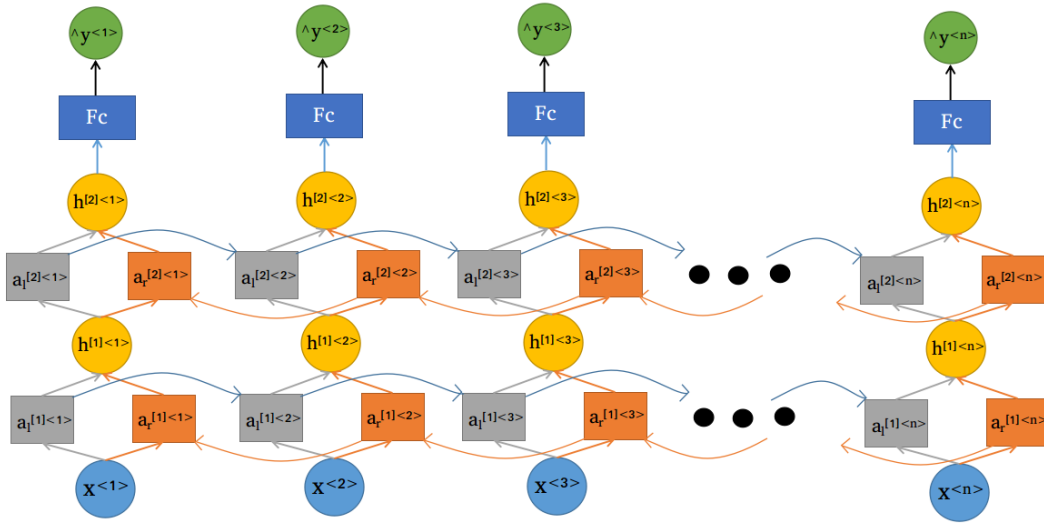 ^y<1> ^y<2> ^y<3> ^y<n>
Fc Fc Fc Fc
h[2]<1> h[2]<2> h[2]<3> h[2]<n>
al[2]<1> ar[2]<1> al[2]<2> ar[2]<2> al[2]<3> ar[2]<3> al[2]<n> ar[2]<n>
h[1]<1> h[1]<2> h[1]<3> h[1]<n>
al[1]<1> ar[1]<1> al[1]<2> ar[1]<2> al[1]<3> ar[1]<3> al[1]<n> ar[1]<n>
x<1> x<2> x<3> x<n>